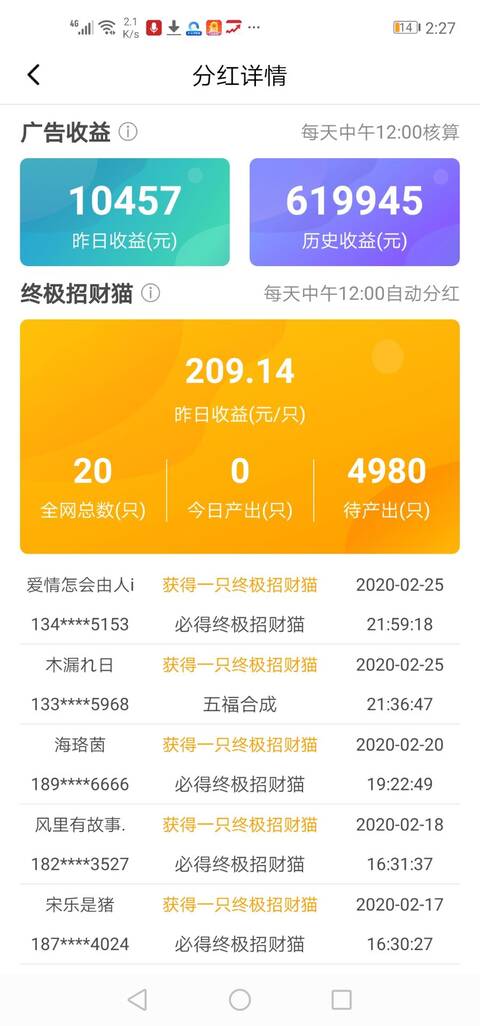 4G 2.1 K/s 14 2:27
分红详情
广告收益 每天中午12:00核算
10457 619945
昨日收益(元) 历史收益(元)
终极招财猫 每天中午12:00自动分红
209.14
昨日收益(元/只)
20 0 4980
全网总数(只) 今日产出(只) 待产出(只)
爱情怎会由人i 获得一只终极招财猫 2020-02-25
134****5153 必得终极招财猫 21:59:18
木漏れ日 获得一只终极招财猫 2020-02-25
133****5968 五福合成 21:36:47
海珞茵 获得一只终极招财猫 2020-02-20
189****6666 必得终极招财猫 19:22:49
风里有故事. 获得一只终极招财猫 2020-02-18
182****3527 必得终极招财猫 16:31:37
宋乐是猪 获得一只终极招财猫 2020-02-17
187****4024 必得终极招财猫 16:30:27